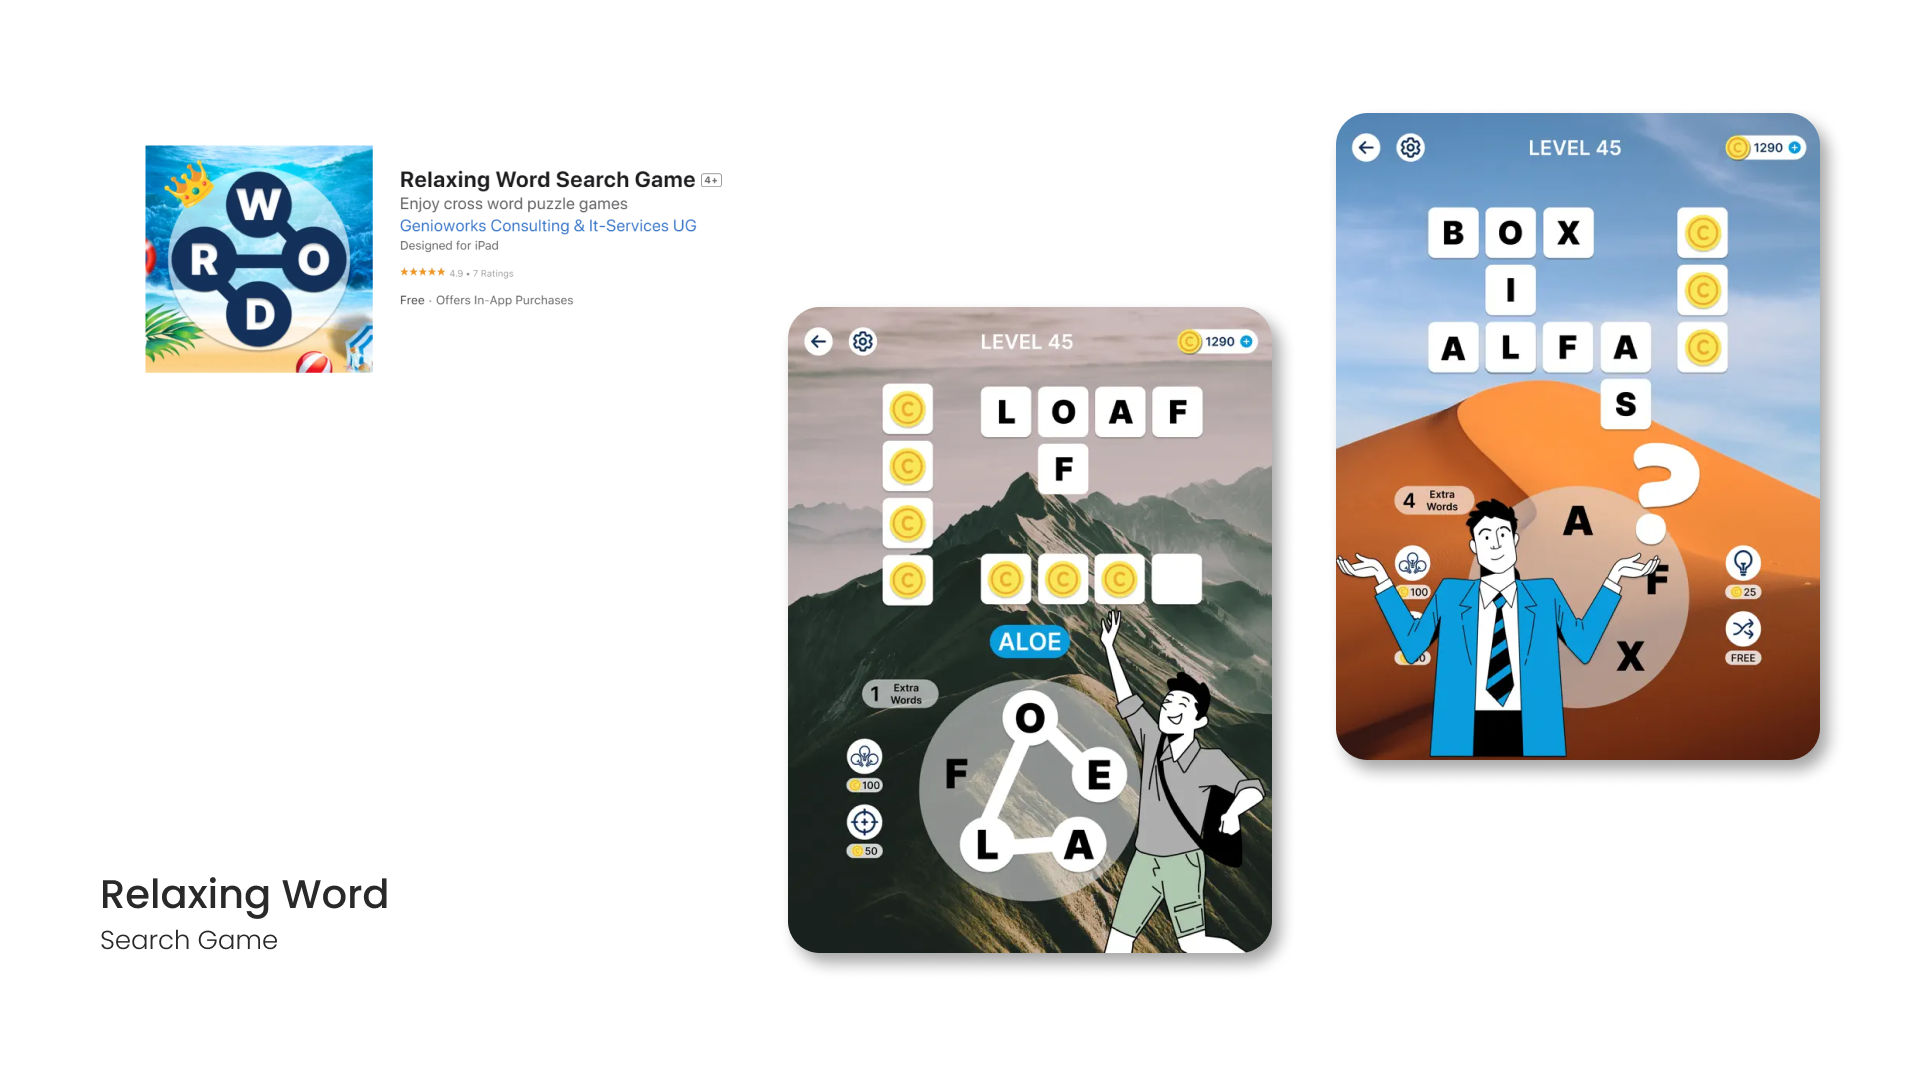 W
R O
D
Relaxing Word Search Game 4+
Enjoy cross word puzzle games
Genioworks Consulting & It-Services UG
Designed for iPad
★★★★★ 4.9 • 7 Ratings
Free · Offers In-App Purchases
Relaxing Word
Search Game
LEVEL 45
1290
C
C
C
C
L O A F
F
C C C
ALOE
1 Extra
Words
O
F E
L A
100
50
LEVEL 45
1290
B O X
I
A L F A
S
C
C
C
?
4 Extra
Words
A
F
X
100
25
FREE